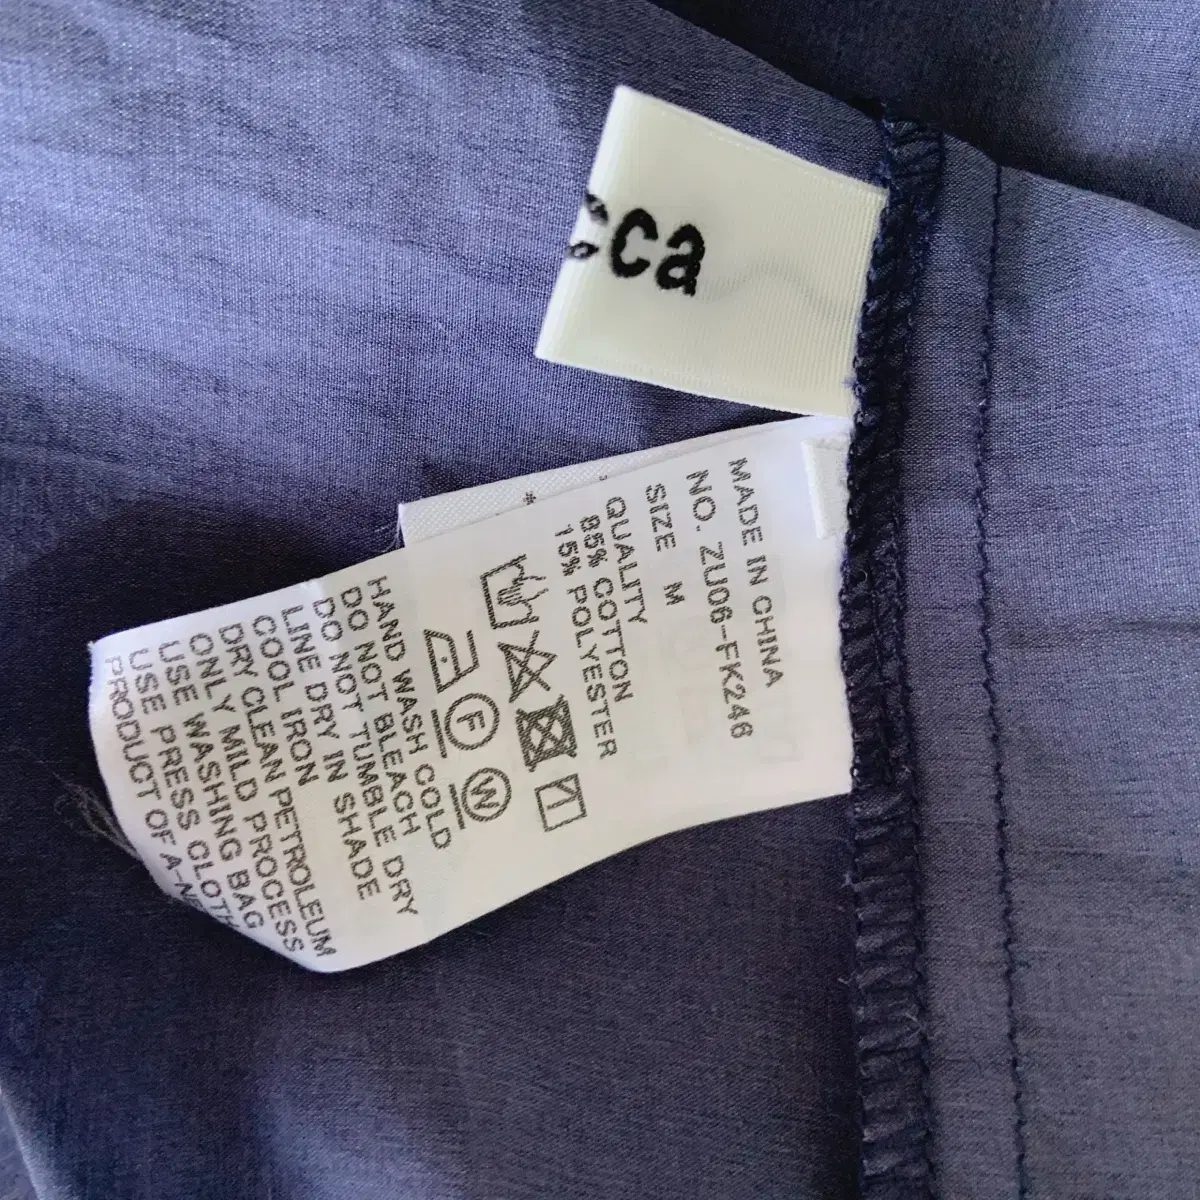 ca
MADE IN CHINA
NO. ZU06-FK246
SIZE M
QUALITY
85% COTTON
15% POLYESTER
F
W
HAND WASH COLD
DO NOT BLEACH
DO NOT TUMBLE DRY
LINE DRY IN SHADE
COOL IRON
DRY CLEAN PETROLEUM
ONLY MILD PROCESS
USE WASHING BAG
USE PRESS CLOTH
PRODUCT OF